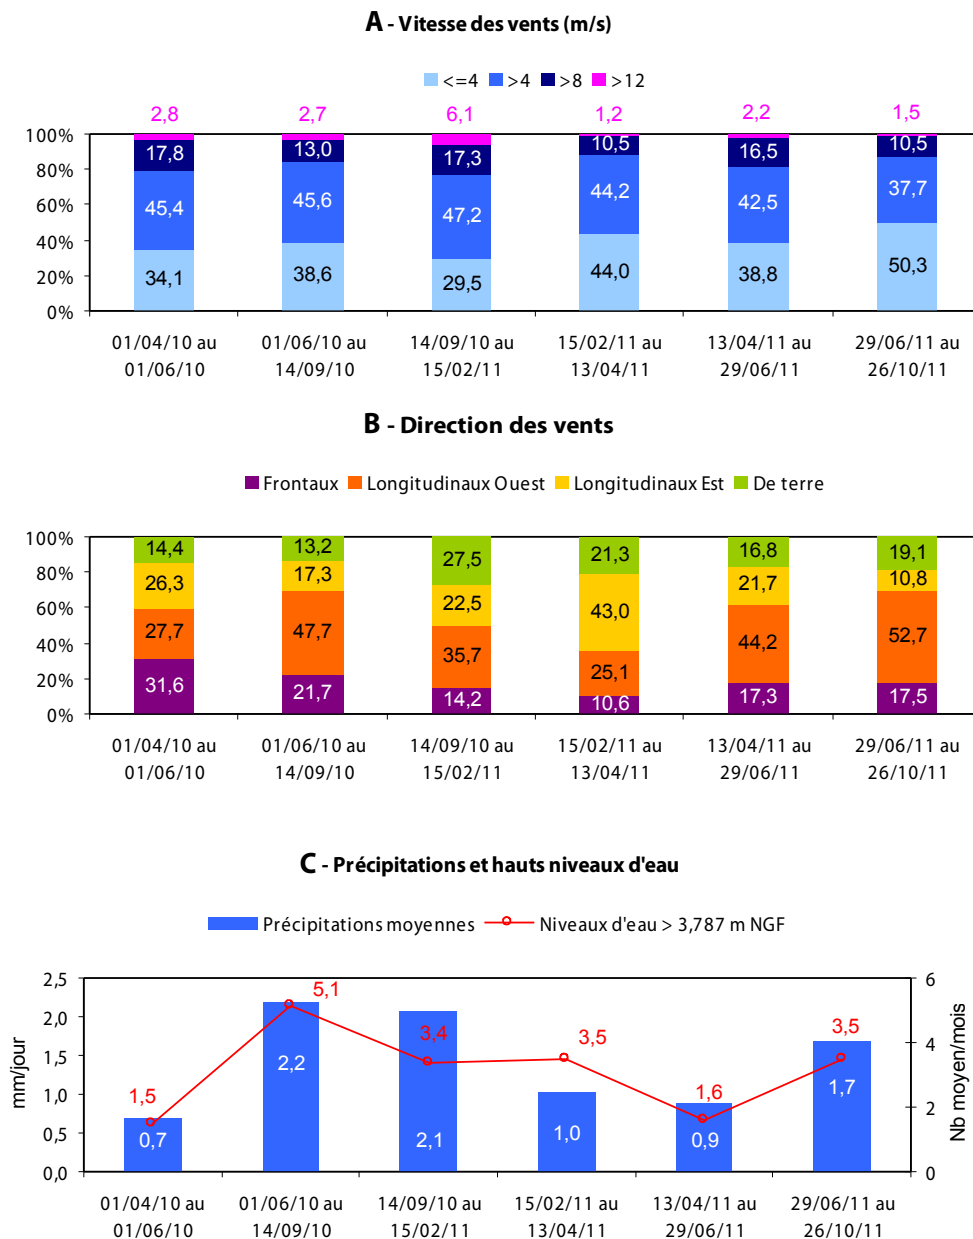 A - Vitesse des vents (m/s)
<=4 >4 >8 >12
2,8 2,7 6,1 1,2 2,2 1,5
100%
80%
60%
40%
20%
0%
17,8 13,0 17,3 10,5 16,5 10,5
45,4 45,6 47,2 44,2 42,5 37,7
34,1 38,6 29,5 44,0 38,8 50,3
01/04/10 au 01/06/10 au 14/09/10 au 15/02/11 au 13/04/11 au 29/06/11 au
01/06/10 14/09/10 15/02/11 13/04/11 29/06/11 26/10/11
B - Direction des vents
Frontaux Longitudinaux Ouest Longitudinaux Est De terre
100%
80%
60%
40%
20%
0%
14,4 13,2 27,5 21,3 16,8 19,1
26,3 17,3 22,5 43,0 21,7 10,8
27,7 47,7 35,7 25,1 44,2 52,7
31,6 21,7 14,2 10,6 17,3 17,5
01/04/10 au 01/06/10 au 14/09/10 au 15/02/11 au 13/04/11 au 29/06/11 au
01/06/10 14/09/10 15/02/11 13/04/11 29/06/11 26/10/11
C - Précipitations et hauts niveaux d'eau
Précipitations moyennes Niveaux d'eau > 3,787 m NGF
mm/jour
2,5
2,0
1,5
1,0
0,5
0,0
1,5 5,1 3,4 3,5 1,6 3,5
0,7 2,2 2,1 1,0 0,9 1,7
6
4
2
0
Nb moyen/mois
01/04/10 au 01/06/10 au 14/09/10 au 15/02/11 au 13/04/11 au 29/06/11 au
01/06/10 14/09/10 15/02/11 13/04/11 29/06/11 26/10/11